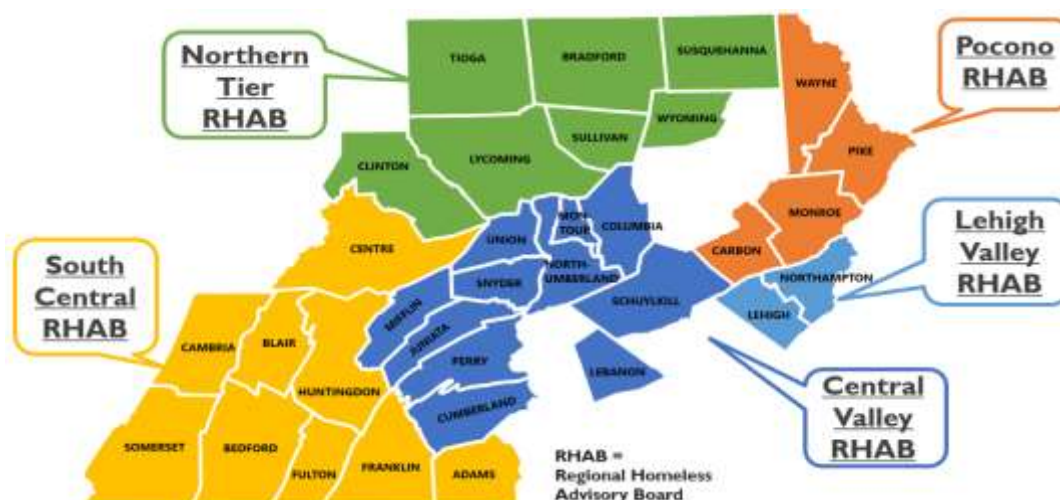 Northern
Tier
RHAB
TIOGA
BRADFORD
SUSQUEHANNA
WAYNE
Pocono
RHAB
WYOMING
SULLIVAN
LYCOMING
CLINTON
PIKE
MONROE
CARBON
CENTRE
UNION
MON-
TOUR
COLUMBIA
NORTH-
UMBERLAND
SNYDER
SCHUYLKILL
NORTHAMPTON
LEHIGH
Lehigh
Valley
RHAB
South
Central
RHAB
MIFFLIN
JUNIATA
PERRY
CUMBERLAND
LEBANON
CAMBRIA
BLAIR
HUNTINGDON
SOMERSET
BEDFORD
FULTON
FRANKLIN
ADAMS
Central
Valley
RHAB
RHAB =
Regional Homeless
Advisory Board